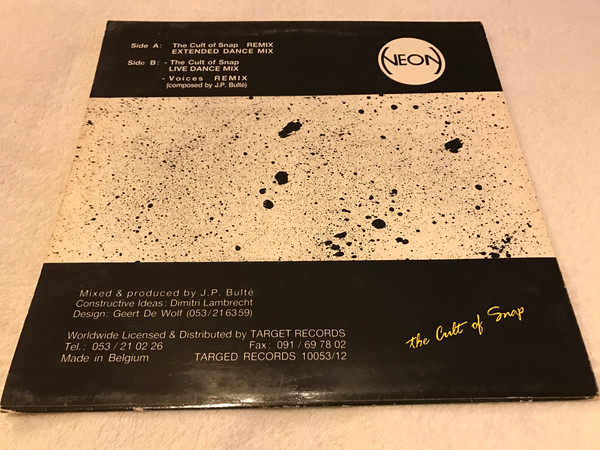 Side A: The Cult of Snap REMIX
EXTENDED DANCE MIX
Side B: - The Cult of Snap
LIVE DANCE MIX
- Voices REMIX
(composed by J.P. Bulté)
NEON
Mixed & produced by J.P. Bulté
Constructive Ideas: Dimitri Lambrecht
Design: Geert De Wolf (053/216359)
Worldwide Licensed & Distributed by TARGET RECORDS
Tel.: 053 / 21 02 26 Fax: 091 / 69 78 02
Made in Belgium TARGED RECORDS 10053/12
the Cult of Snap